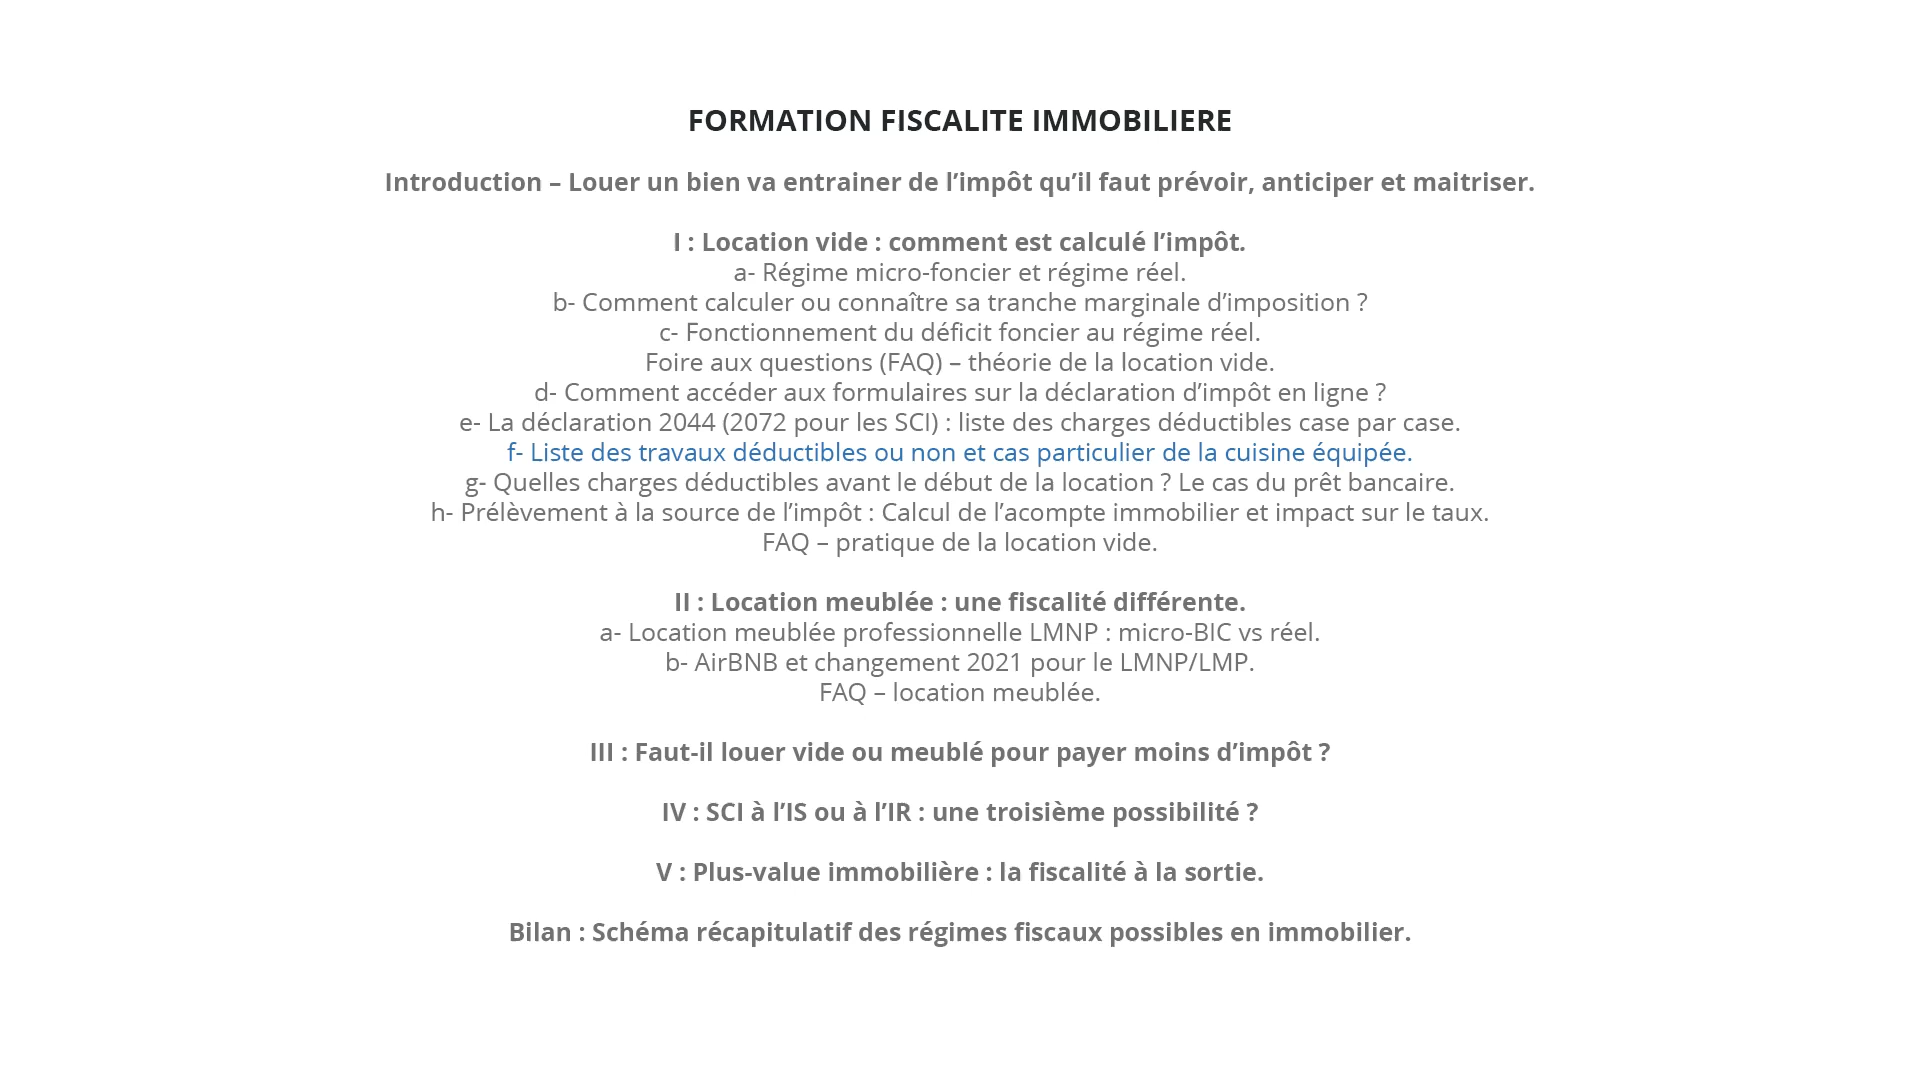 FORMATION FISCALITE IMMOBILIERE
Introduction – Louer un bien va entrainer de l’impôt qu’il faut prévoir, anticiper et maitriser.
I : Location vide : comment est calculé l’impôt.
a- Régime micro-foncier et régime réel.
b- Comment calculer ou connaître sa tranche marginale d’imposition ?
c- Fonctionnement du déficit foncier au régime réel.
Foire aux questions (FAQ) – théorie de la location vide.
d- Comment accéder aux formulaires sur la déclaration d’impôt en ligne ?
e- La déclaration 2044 (2072 pour les SCI) : liste des charges déductibles case par case.
f- Liste des travaux déductibles ou non et cas particulier de la cuisine équipée.
g- Quelles charges déductibles avant le début de la location ? Le cas du prêt bancaire.
h- Prélèvement à la source de l’impôt : Calcul de l’acompte immobilier et impact sur le taux.
FAQ – pratique de la location vide.
II : Location meublée : une fiscalité différente.
a- Location meublée professionnelle LMNP : micro-BIC vs réel.
b- AirBNB et changement 2021 pour le LMNP/LMP.
FAQ – location meublée.
III : Faut-il louer vide ou meublé pour payer moins d’impôt ?
IV : SCI à l’IS ou à l’IR : une troisième possibilité ?
V : Plus-value immobilière : la fiscalité à la sortie.
Bilan : Schéma récapitulatif des régimes fiscaux possibles en immobilier.